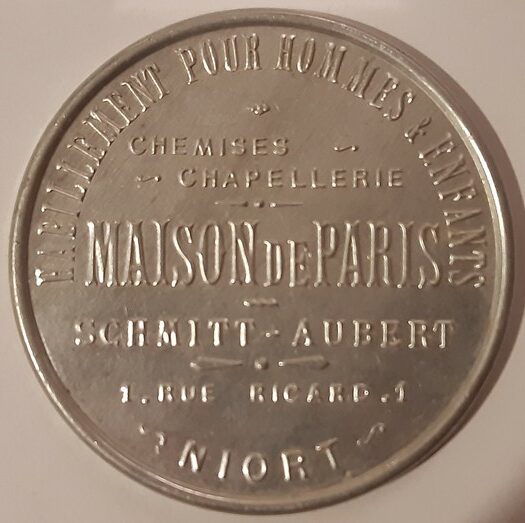 HABILLEMENT POUR HOMMES & ENFANTS
CHEMISES
CHAPELLERIE
MAISON DE PARIS
SCHMITT-AUBERT
1. RUE RICARD. 1
NIORT